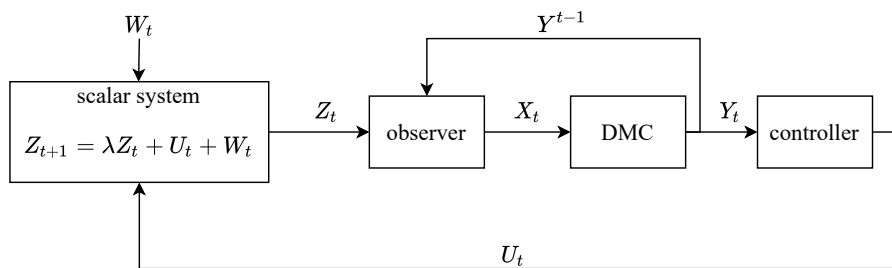 W_t
Y^{t-1}
scalar system
Z_{t+1} = λZ_t + U_t + W_t
Z_t
observer
X_t
DMC
Y_t
controller
U_t